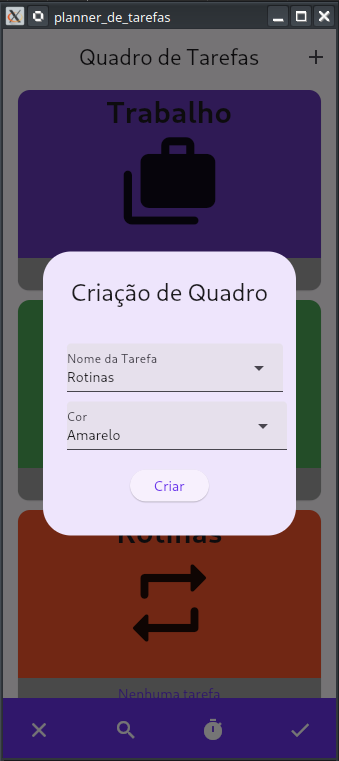 planner_de_tarefas
Quadro de Tarefas
Trabalho
Criação de Quadro
Nome da Tarefa
Rotinas
Cor
Amarelo
Criar
Rotinas
Nenhuma tarefa